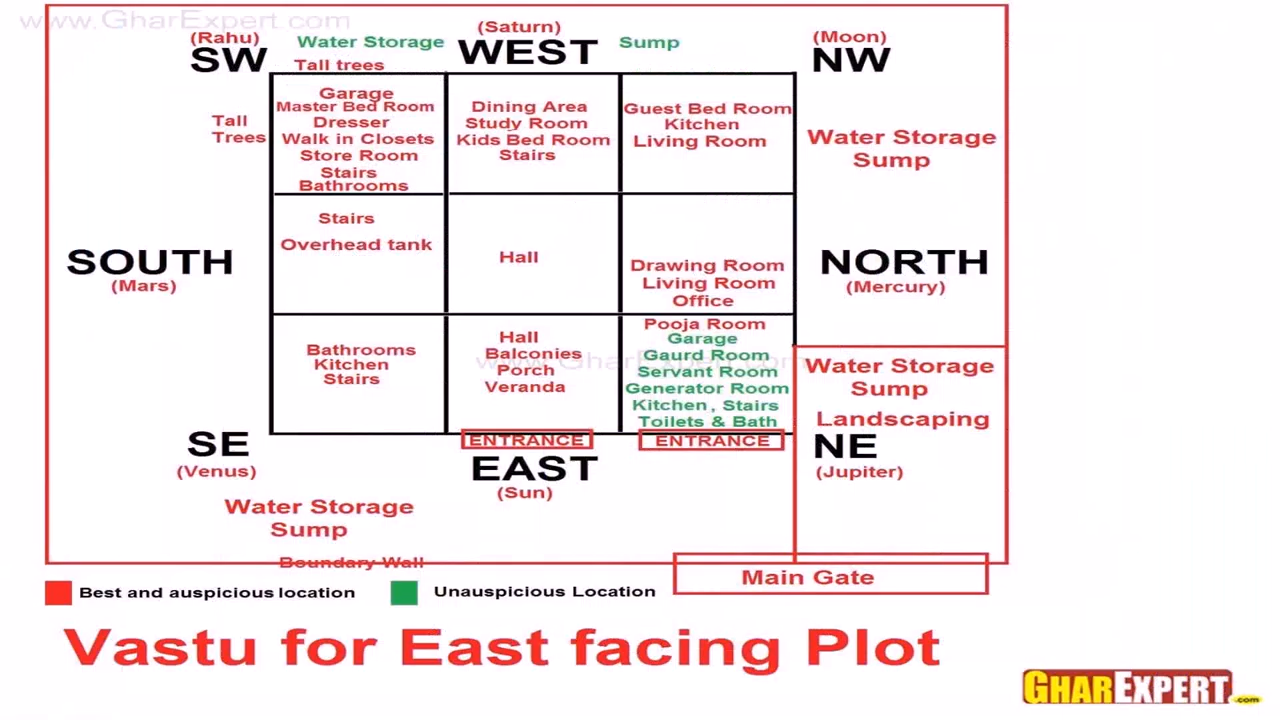 www.GharExpert.com
(Rahu)
SW
Water Storage
Tall trees
(Saturn)
WEST
Sump
(Moon)
NW
Tall
Trees
Garage
Master Bed Room
Dresser
Walk in Closets
Store Room
Stairs
Bathrooms
Dining Area
Study Room
Kids Bed Room
Stairs
Guest Bed Room
Kitchen
Living Room
Water Storage
Sump
SOUTH
(Mars)
Stairs
Overhead tank
Hall
Drawing Room
Living Room
Office
NORTH
(Mercury)
Bathrooms
Kitchen
Stairs
Hall
Balconies
Porch
Veranda
www.GharExpert.com
Pooja Room
Garage
Gaurd Room
Servant Room
Generator Room
Kitchen, Stairs
Toilets & Bath
Water Storage
Sump
Landscaping
NE
(Jupiter)
SE
(Venus)
ENTRANCE
ENTRANCE
EAST
(Sun)
Water Storage
Sump
Boundary Wall
Main Gate
Best and auspicious location
Unauspicious Location
Vastu for East facing Plot
GHAREXPERT.com